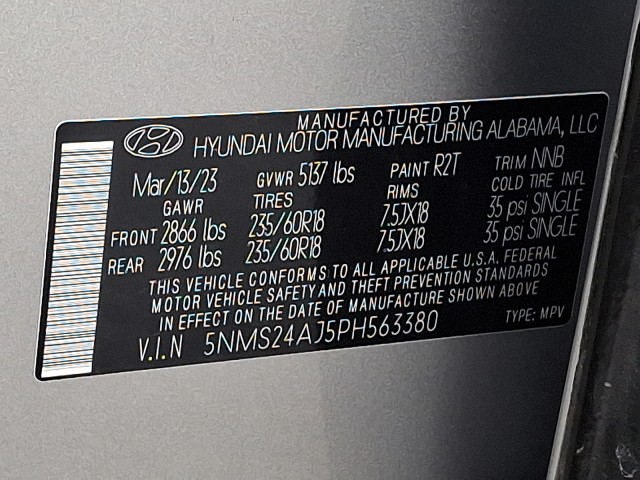 MANUFACTURED BY
HYUNDAI MOTOR MANUFACTURING ALABAMA, LLC
Mar/13/23 GVWR 5137 lbs PAINT R2T TRIM NNB
GAWR TIRES RIMS COLD TIRE INFL
FRONT 2866 lbs 235/60R18 7.5JX18 35 psi SINGLE
REAR 2976 lbs 235/60R18 7.5JX18 35 psi SINGLE
THIS VEHICLE CONFORMS TO ALL APPLICABLE U.S.A. FEDERAL
MOTOR VEHICLE SAFETY AND THEFT PREVENTION STANDARDS
IN EFFECT ON THE DATE OF MANUFACTURE SHOWN ABOVE
V.I.N 5NMS24AJ5PH563380 TYPE: MPV